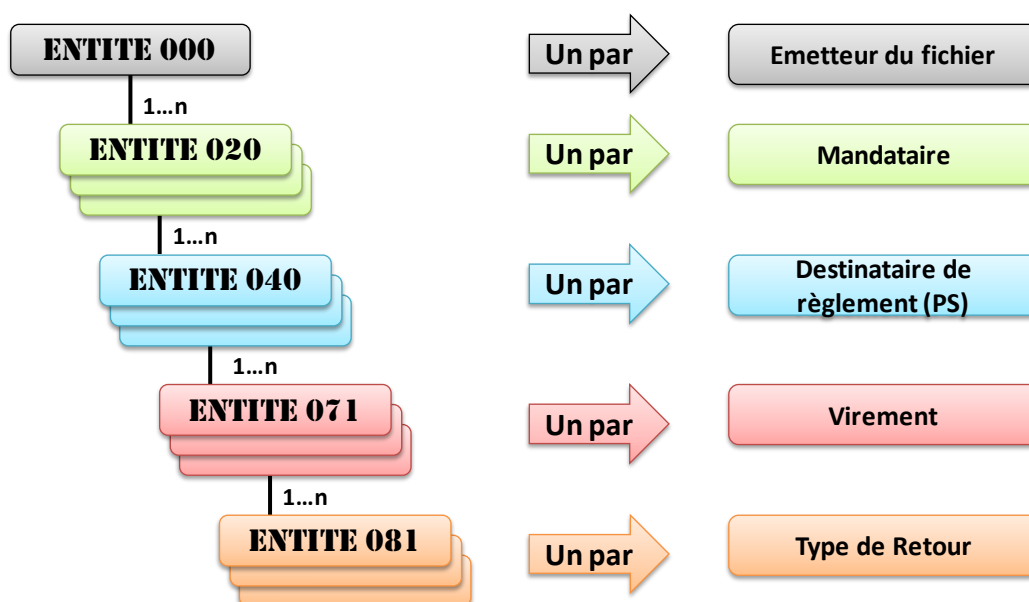 ENTITE 000
Un par
Emetteur du fichier
1...n
ENTITE 020
Un par
Mandataire
1...n
ENTITE 040
Un par
Destinataire de
règlement (PS)
1...n
ENTITE 071
Un par
Virement
1...n
ENTITE 081
Un par
Type de Retour